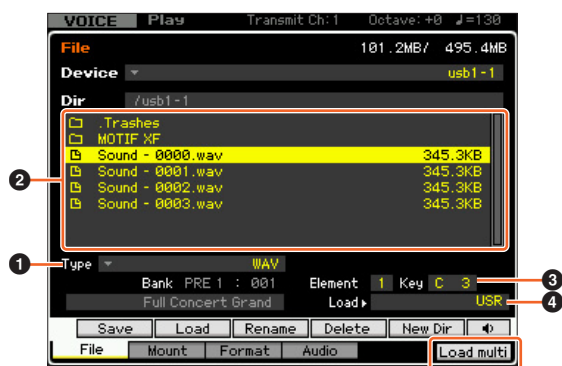 VOICE Play Transmit Ch:1 Octave:+0 ♩=130
File 101.2MB/ 495.4MB
Device usb1-1
Dir /usb1-1
.Trashes
MOTIF XF
Sound - 0000.wav 345.3KB
Sound - 0001.wav 345.3KB
Sound - 0002.wav 345.3KB
Sound - 0003.wav 345.3KB
2
1 Type WAV
Bank PRE 1 : 001 Element 1 Key C 3 3
Full Concert Grand Load USR 4
Save Load Rename Delete New Dir
File Mount Format Audio Load multi